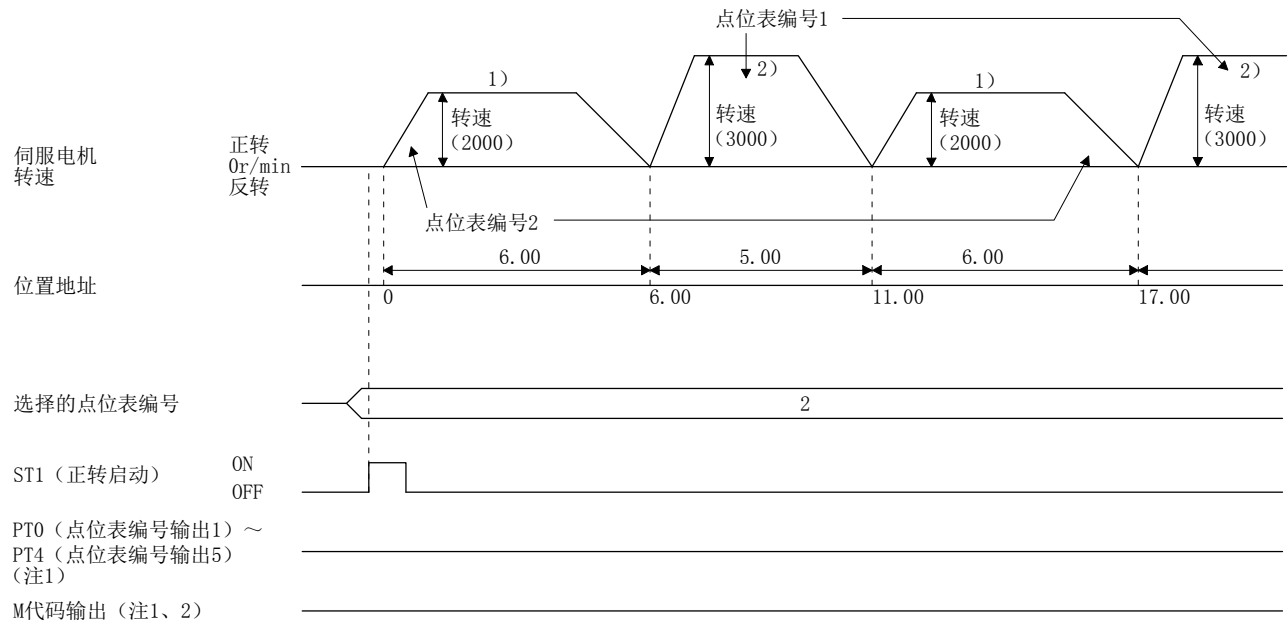 点位表编号1
1)
2)
1)
2)
转速
(2000)
转速
(3000)
转速
(2000)
转速
(3000)
伺服电机
转速
正转
0r/min
反转
点位表编号2
6.00
5.00
6.00
位置地址
0
6.00
11.00
17.00
选择的点位表编号
2
ST1（正转启动）
ON
OFF
PT0（点位表编号输出1）～
PT4（点位表编号输出5）
（注1）
M代码输出（注1、2）